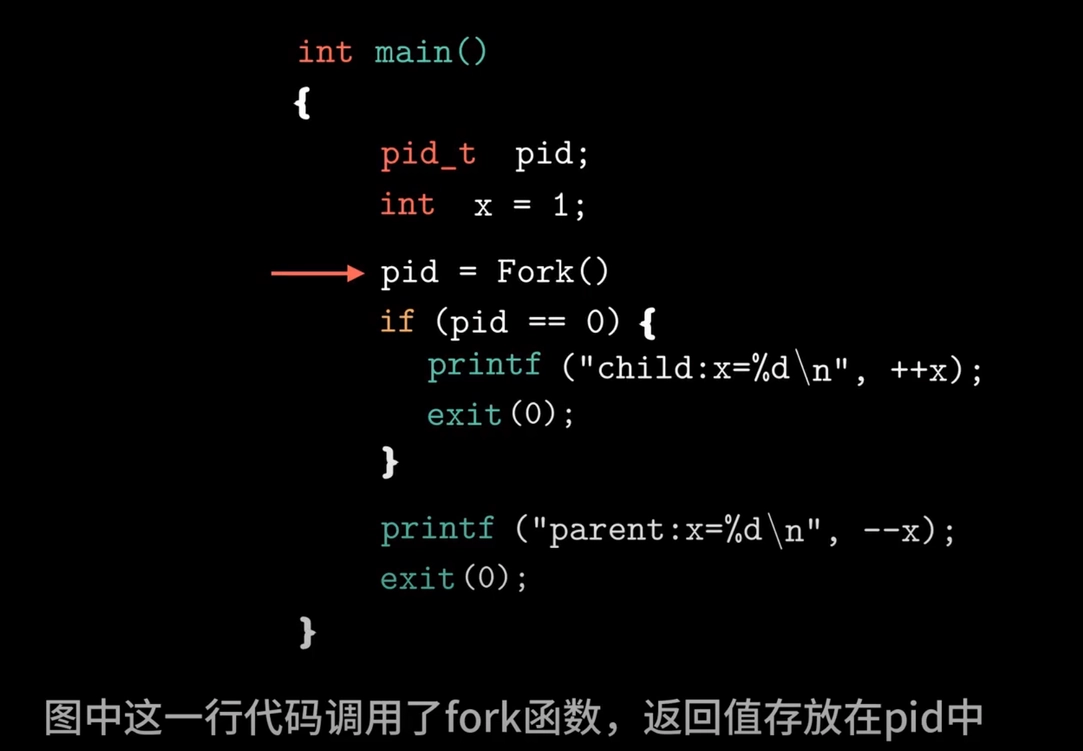 int main()
{
pid_t pid;
int x = 1;
pid = Fork()
if (pid == 0) {
printf ("child:x=%d\n", ++x);
exit(0);
}
printf ("parent:x=%d\n", --x);
exit(0);
}
图中这一行代码调用了fork函数，返回值存放在pid中